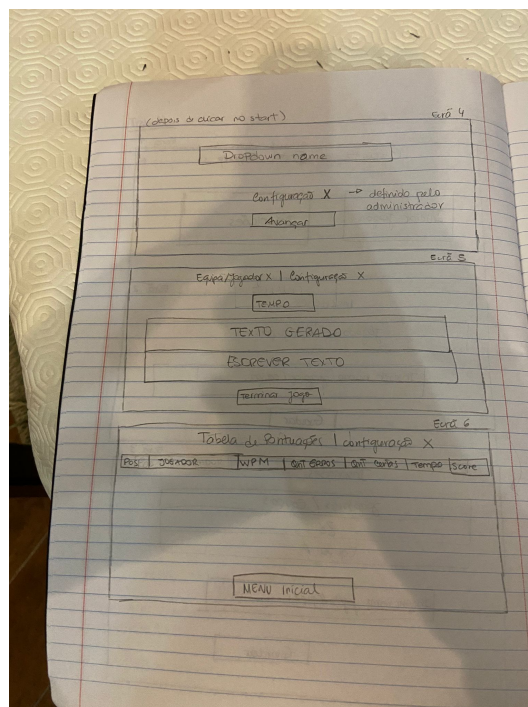 (depois de clicar no start) Ecrã 4
Dropdown nome
Configuração X -> definido pelo
administrador
Avançar
Ecrã 5
Equipa/Jogador X | Configuração X
TEMPO
TEXTO GERADO
ESCREVER TEXTO
Terminar Jogo
Ecrã 6
Tabela de Pontuações | configuração X
Posi | JOGADOR | WPM | QNT ERROS | QNT certas | Tempo | Score
MENU Inicial